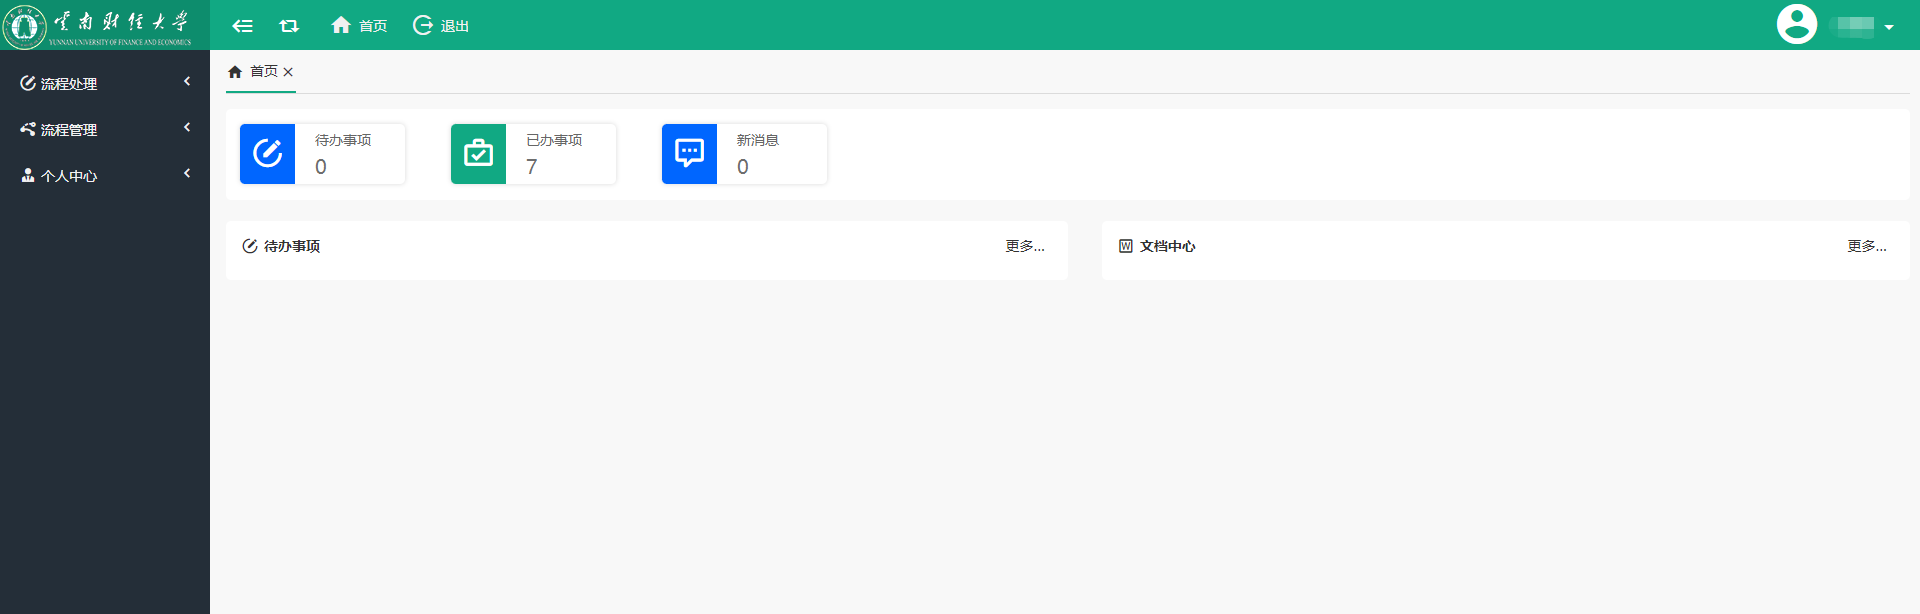 云南财经大学
YUNNAN UNIVERSITY OF FINANCE AND ECONOMICS
首页
退出
流程处理
流程管理
个人中心
首页
待办事项
0
已办事项
7
新消息
0
待办事项
更多...
文档中心
更多...